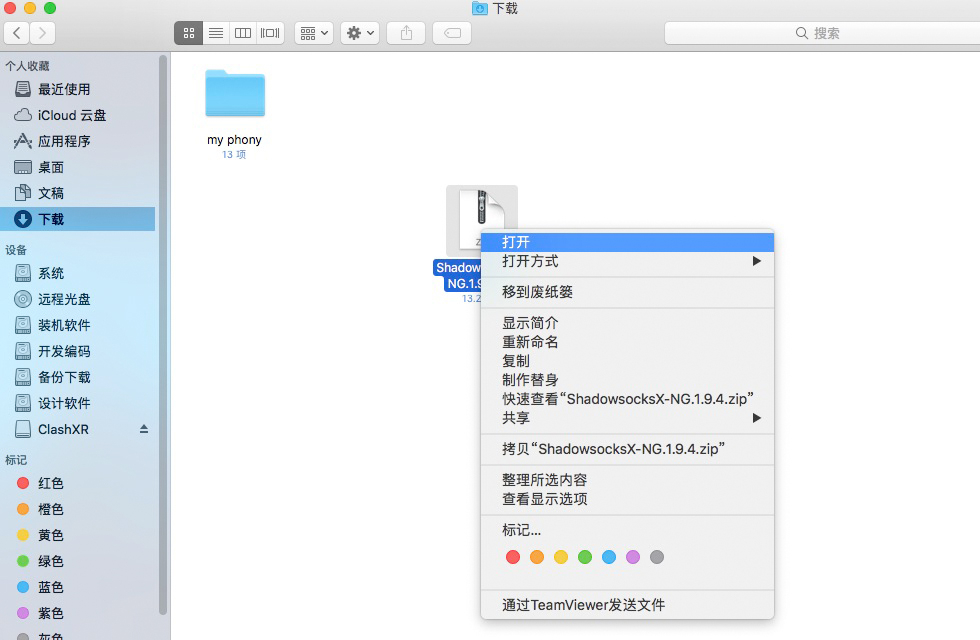 下载
搜索
个人收藏
最近使用
iCloud 云盘
应用程序
桌面
文稿
下载
设备
系统
远程光盘
装机软件
开发编码
备份下载
设计软件
ClashXR
标记
红色
橙色
黄色
绿色
蓝色
紫色
灰色
my phony
13 项
Z
Shadow
NG.1.9
13.2
打开
打开方式
移到废纸篓
显示简介
重新命名
复制
制作替身
快速查看“ShadowsocksX-NG.1.9.4.zip”
共享
拷贝“ShadowsocksX-NG.1.9.4.zip”
整理所选内容
查看显示选项
标记...
通过TeamViewer发送文件